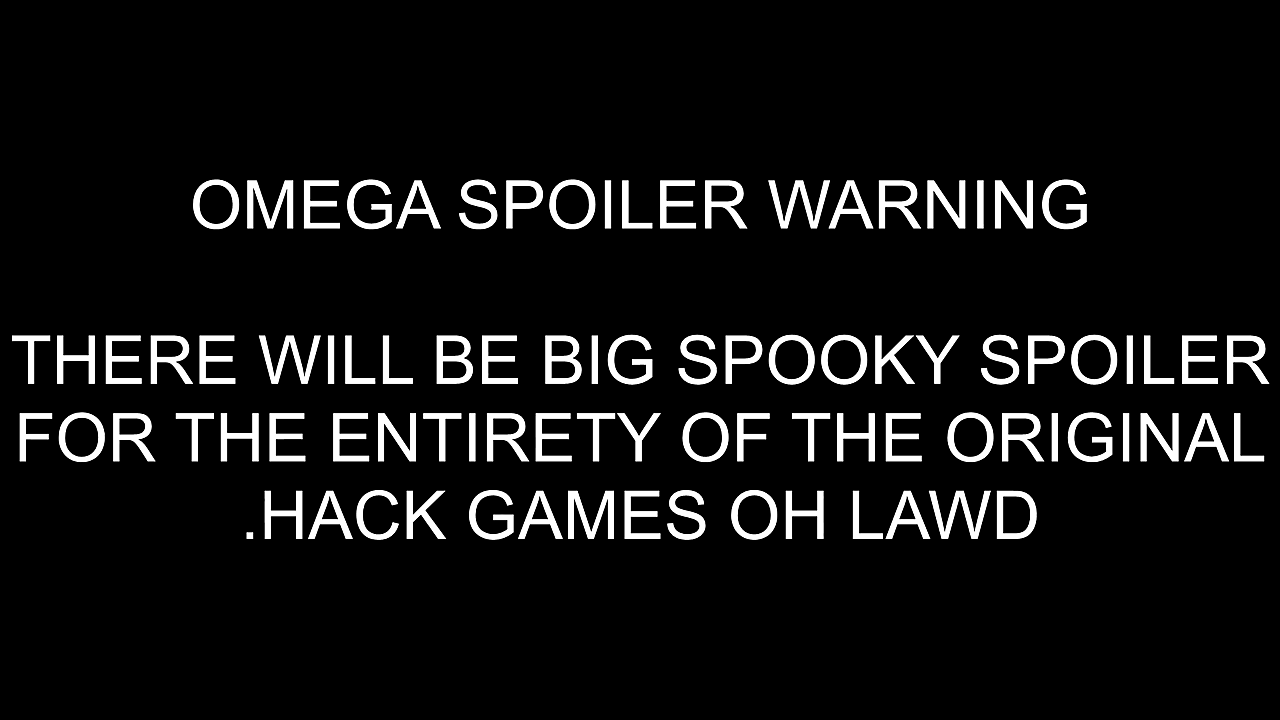 OMEGA SPOILER WARNING
THERE WILL BE BIG SPOOKY SPOILER
FOR THE ENTIRETY OF THE ORIGINAL
.HACK GAMES OH LAWD